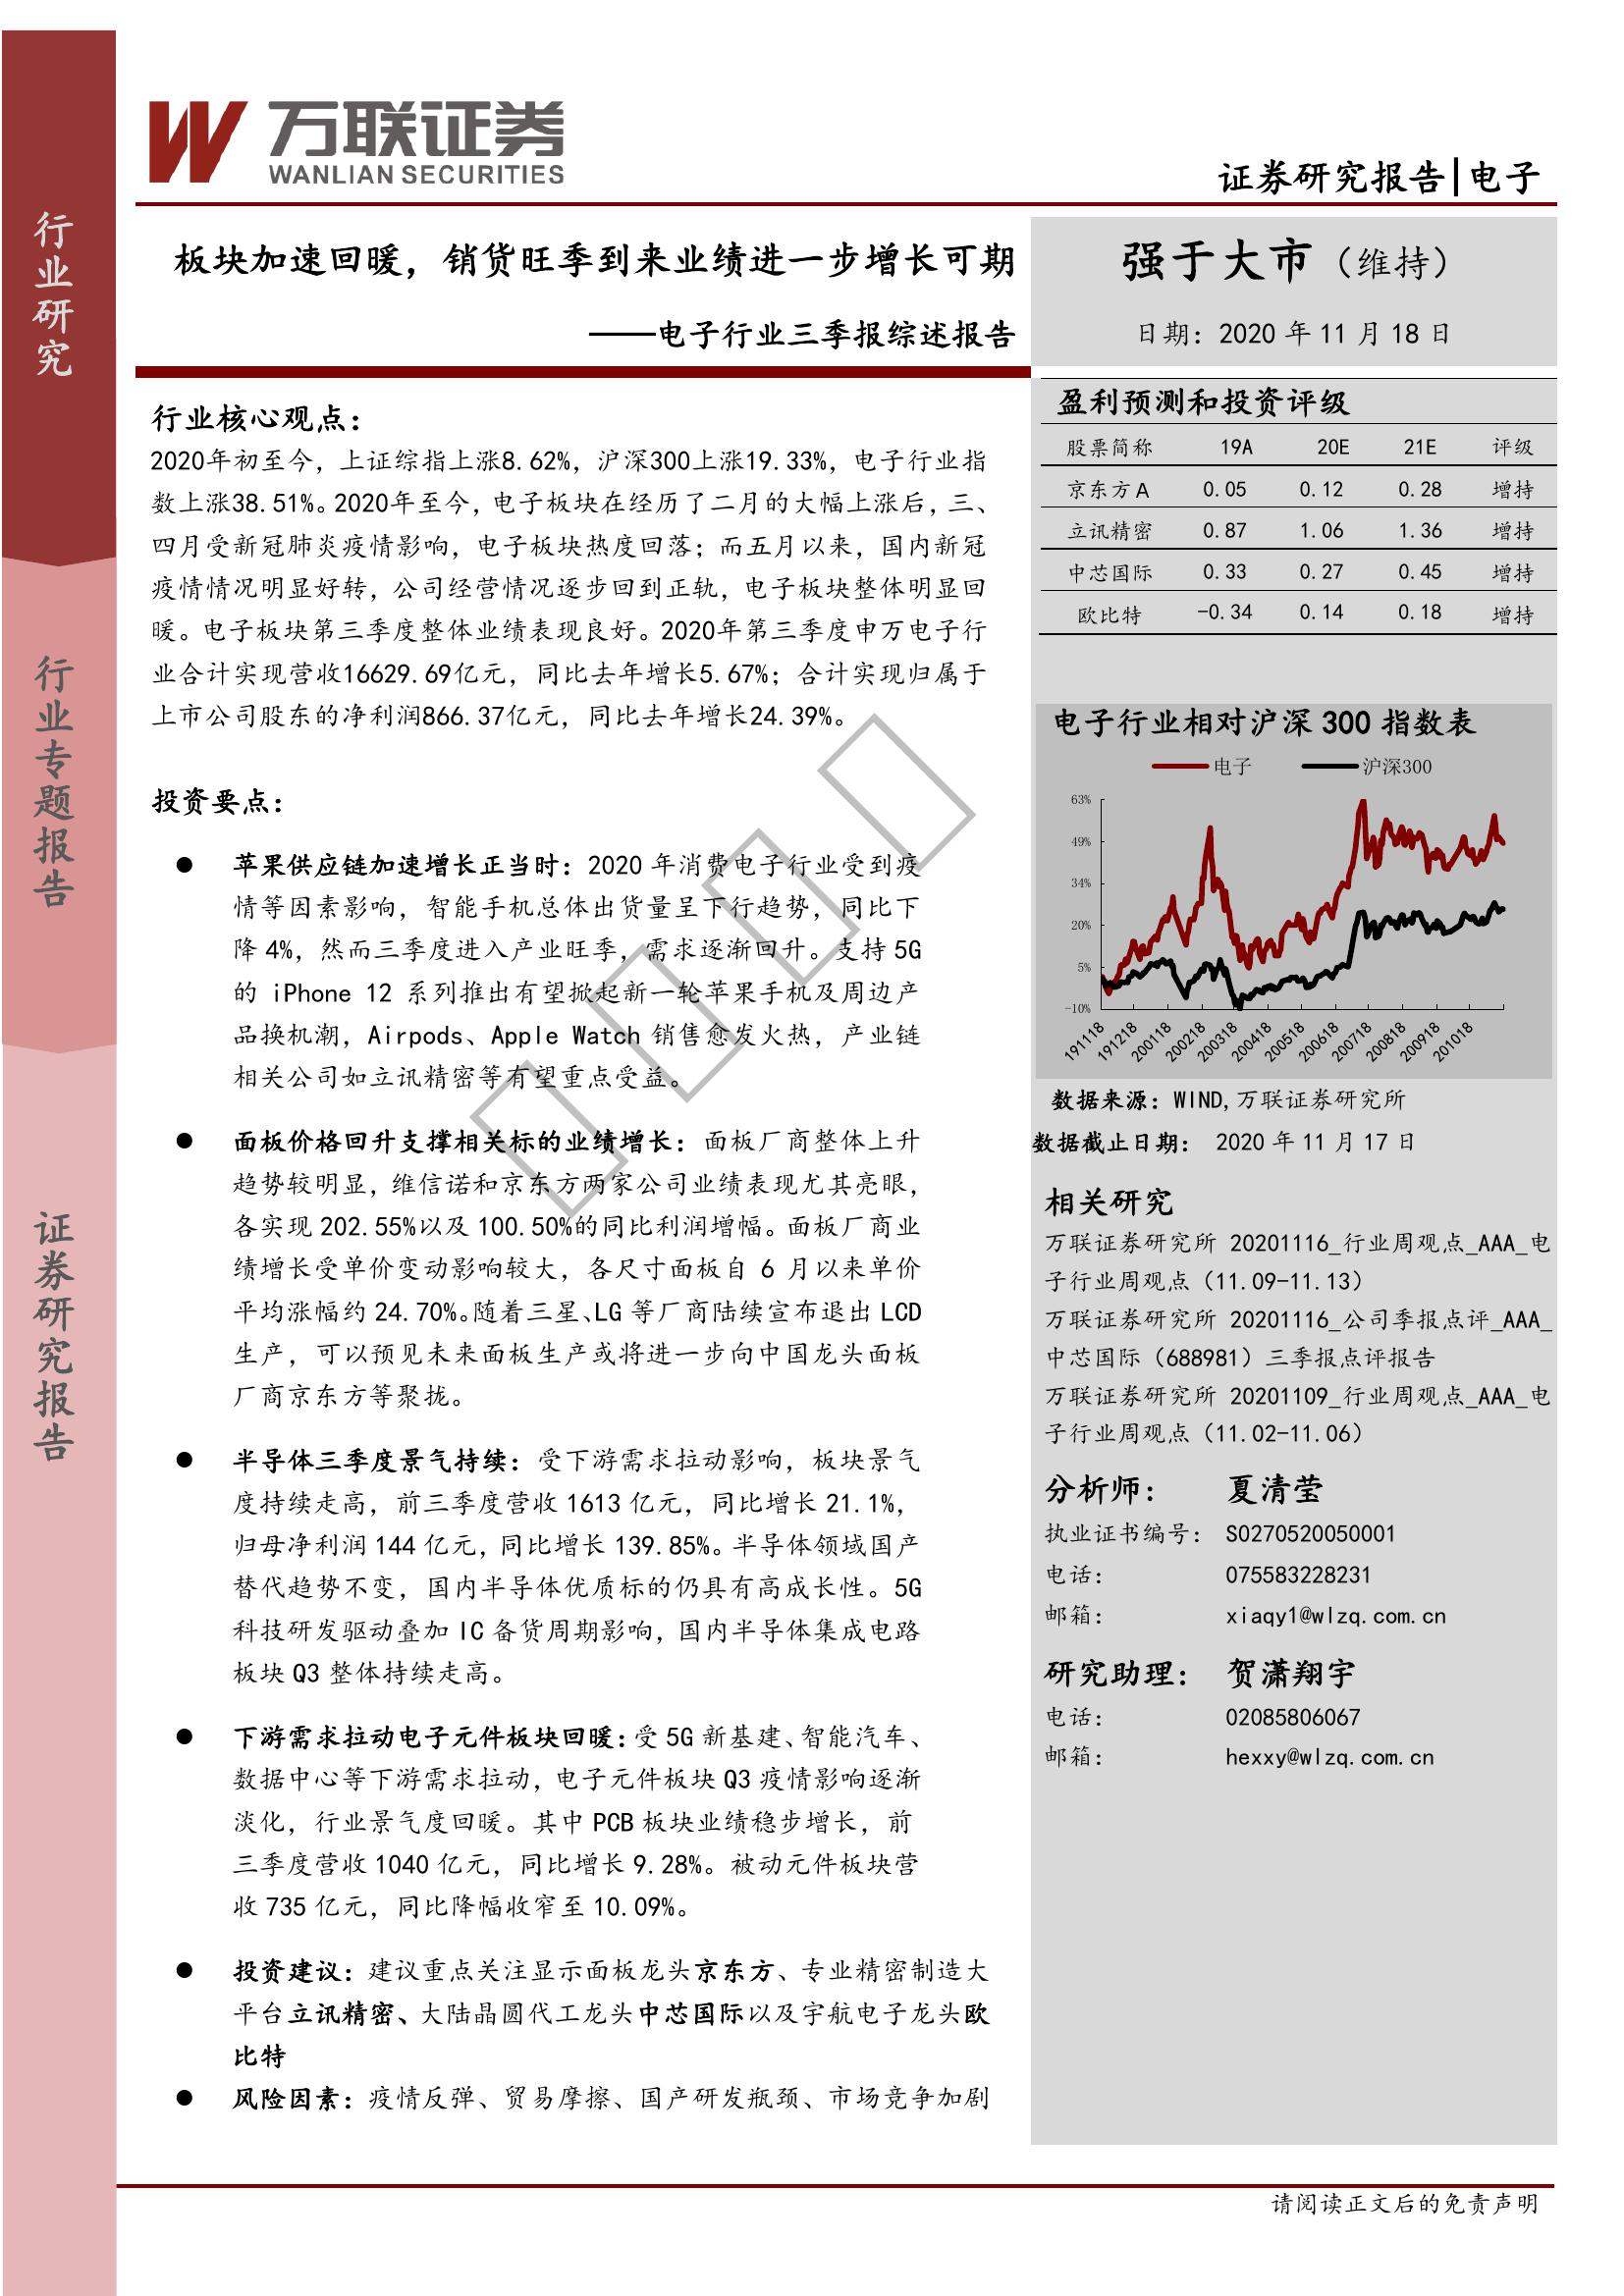 行业研究
行业专题报告
证券研究报告
万联证券
WANLIAN SECURITIES
证券研究报告|电子
板块加速回暖，销货旺季到来业绩进一步增长可期
——电子行业三季报综述报告
强于大市（维持）
日期：2020 年 11 月 18 日
行业核心观点：
2020年初至今，上证综指上涨8.62%，沪深300上涨19.33%，电子行业指
数上涨38.51%。2020年至今，电子板块在经历了二月的大幅上涨后，三、
四月受新冠肺炎疫情影响，电子板块热度回落；而五月以来，国内新冠
疫情情况明显好转，公司经营情况逐步回到正轨，电子板块整体明显回
暖。电子板块第三季度整体业绩表现良好。2020年第三季度申万电子行
业合计实现营收16629.69亿元，同比去年增长5.67%；合计实现归属于
上市公司股东的净利润866.37亿元，同比去年增长24.39%。
投资要点：
● 苹果供应链加速增长正当时：2020 年消费电子行业受到疫
情等因素影响，智能手机总体出货量呈下行趋势，同比下
降 4%，然而三季度进入产业旺季，需求逐渐回升。支持 5G
的 iPhone 12 系列推出有望掀起新一轮苹果手机及周边产
品换机潮，Airpods、Apple Watch 销售愈发火热，产业链
相关公司如立讯精密等有望重点受益。
● 面板价格回升支撑相关标的业绩增长：面板厂商整体上升
趋势较明显，维信诺和京东方两家公司业绩表现尤其亮眼，
各实现 202.55%以及 100.50%的同比利润增幅。面板厂商业
绩增长受单价变动影响较大，各尺寸面板自 6 月以来单价
平均涨幅约 24.70%。随着三星、LG 等厂商陆续宣布退出 LCD
生产，可以预见未来面板生产或将进一步向中国龙头面板
厂商京东方等聚拢。
● 半导体三季度景气持续：受下游需求拉动影响，板块景气
度持续走高，前三季度营收 1613 亿元，同比增长 21.1%，
归母净利润 144 亿元，同比增长 139.85%。半导体领域国产
替代趋势不变，国内半导体优质标的仍具有高成长性。5G
科技研发驱动叠加 IC 备货周期影响，国内半导体集成电路
板块 Q3 整体持续走高。
● 下游需求拉动电子元件板块回暖：受 5G 新基建、智能汽车、
数据中心等下游需求拉动，电子元件板块 Q3 疫情影响逐渐
淡化，行业景气度回暖。其中 PCB 板块业绩稳步增长，前
三季度营收 1040 亿元，同比增长 9.28%。被动元件板块营
收 735 亿元，同比降幅收窄至 10.09%。
● 投资建议：建议重点关注显示面板龙头京东方、专业精密制造大
平台立讯精密、大陆晶圆代工龙头中芯国际以及宇航电子龙头欧
比特
● 风险因素：疫情反弹、贸易摩擦、国产研发瓶颈、市场竞争加剧
盈利预测和投资评级
股票简称 19A 20E 21E 评级
京东方A 0.05 0.12 0.28 增持
立讯精密 0.87 1.06 1.36 增持
中芯国际 0.33 0.27 0.45 增持
欧比特 -0.34 0.14 0.18 增持
电子行业相对沪深 300 指数表
电子 沪深300
63%
49%
34%
20%
5%
-10%
191118 191218 200118 200218 200318 200418 200518 200618 200718 200818 200918 201018
数据来源：WIND,万联证券研究所
数据截止日期： 2020 年 11 月 17 日
相关研究
万联证券研究所 20201116_行业周观点_AAA_电
子行业周观点（11.09-11.13）
万联证券研究所 20201116_公司季报点评_AAA_
中芯国际（688981）三季报点评报告
万联证券研究所 20201109_行业周观点_AAA_电
子行业周观点（11.02-11.06）
分析师： 夏清莹
执业证书编号： S0270520050001
电话： 075583228231
邮箱： xiaqy1@wlzq.com.cn
研究助理： 贺潇翔宇
电话： 02085806067
邮箱： hexxy@wlzq.com.cn
请阅读正文后的免责声明